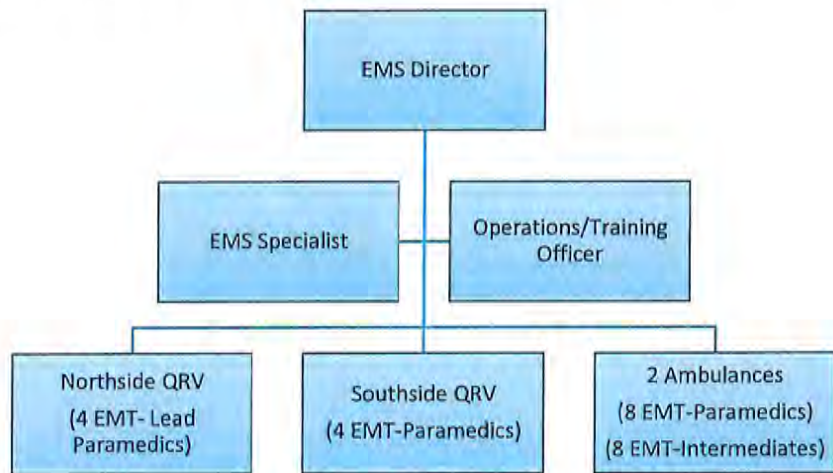 EMS Director
EMS Specialist
Operations/Training
Officer
Northside QRV
(4 EMT- Lead
Paramedics)
Southside QRV
(4 EMT-Paramedics)
2 Ambulances
(8 EMT-Paramedics)
(8 EMT-Intermediates)